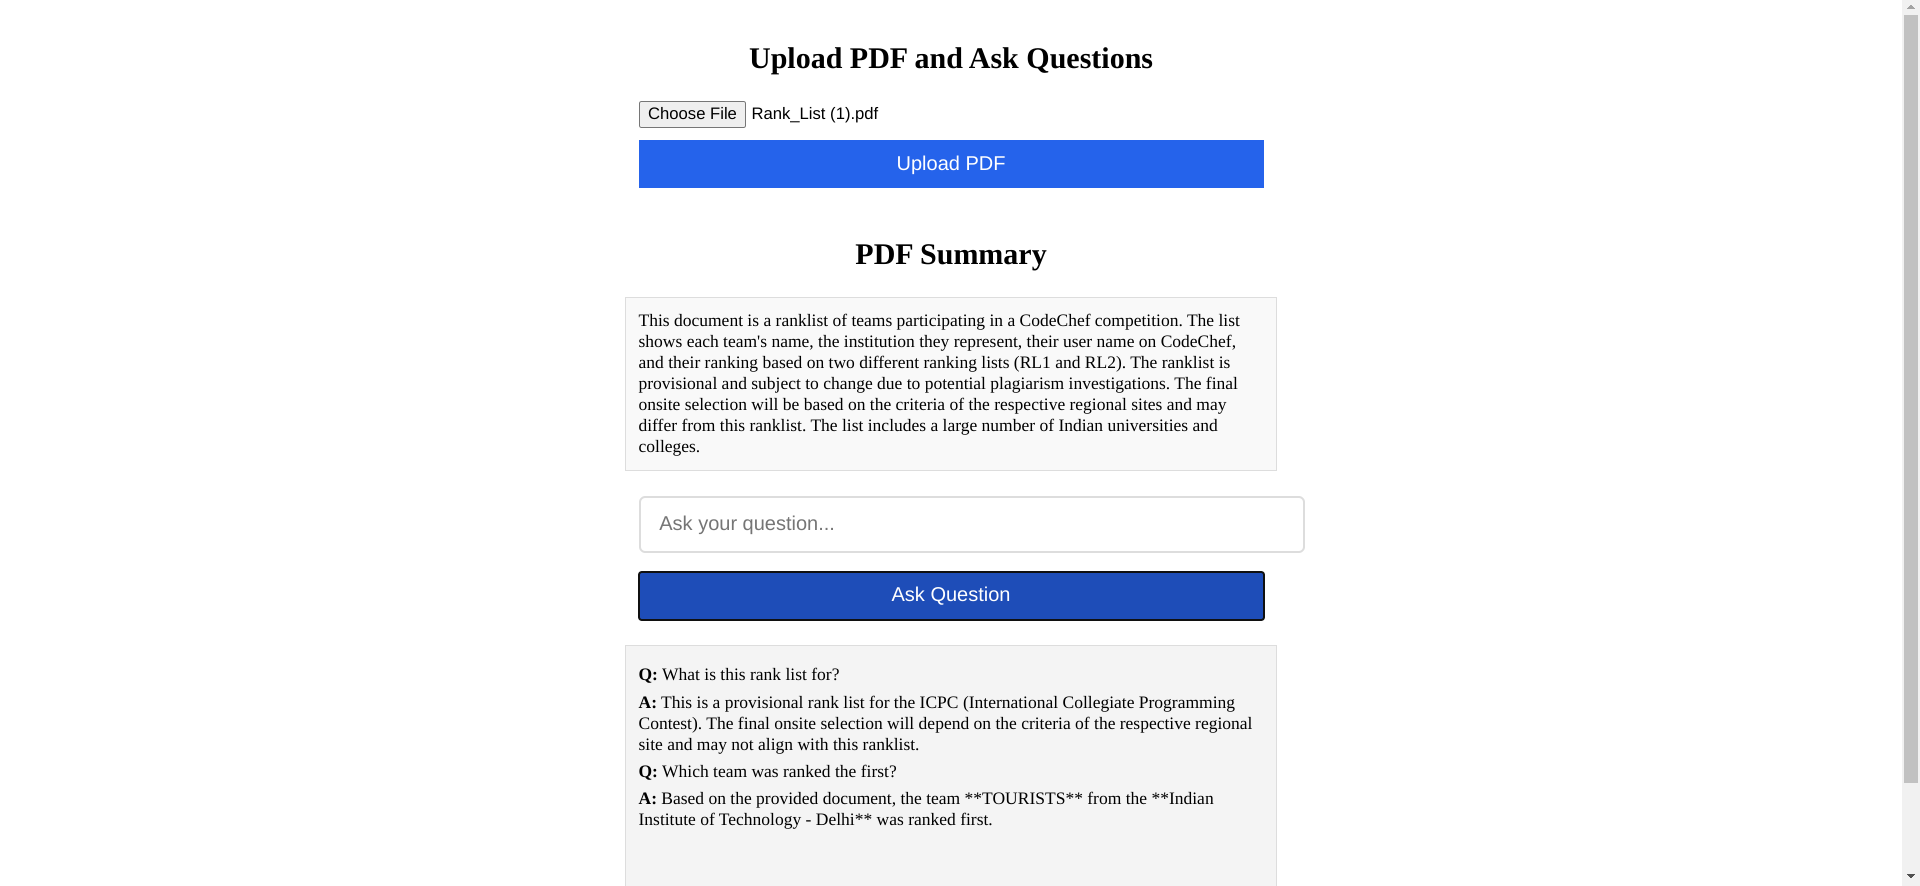 Upload PDF and Ask Questions
Choose File Rank_List (1).pdf
Upload PDF
PDF Summary
This document is a ranklist of teams participating in a CodeChef competition. The list
shows each team's name, the institution they represent, their user name on CodeChef,
and their ranking based on two different ranking lists (RL1 and RL2). The ranklist is
provisional and subject to change due to potential plagiarism investigations. The final
onsite selection will be based on the criteria of the respective regional sites and may
differ from this ranklist. The list includes a large number of Indian universities and
colleges.
Ask your question...
Ask Question
Q: What is this rank list for?
A: This is a provisional rank list for the ICPC (International Collegiate Programming
Contest). The final onsite selection will depend on the criteria of the respective regional
site and may not align with this ranklist.
Q: Which team was ranked the first?
A: Based on the provided document, the team **TOURISTS** from the **Indian
Institute of Technology - Delhi** was ranked first.